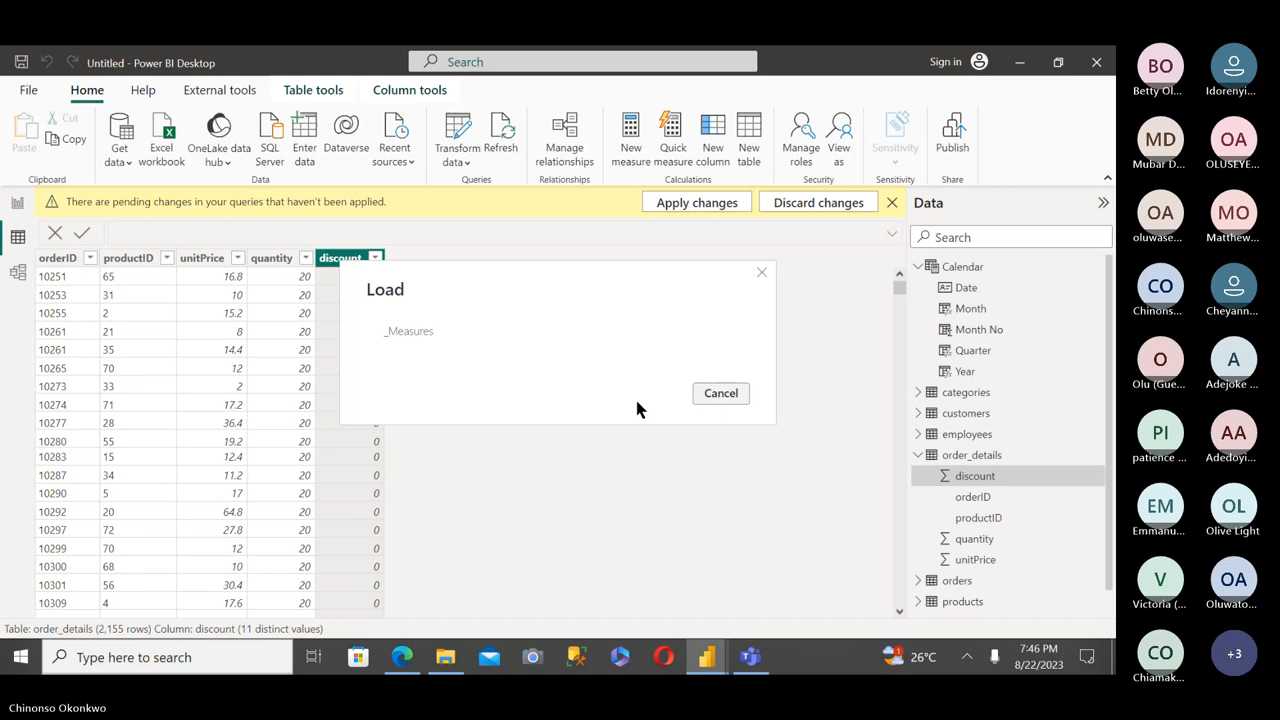 Untitled - Power BI Desktop
Search
Sign in
File
Home
Help
External tools
Table tools
Column tools
Paste
Cut
Copy
Clipboard
Get data
Excel workbook
OneLake data hub
SQL Server
Enter data
Dataverse
Recent sources
Data
Transform data
Refresh
Queries
Manage relationships
Relationships
New measure
Quick measure
New column
New table
Calculations
Manage roles
View as
Security
Sensitivity
Sensitivity
Publish
Share
There are pending changes in your queries that haven't been applied.
Apply changes
Discard changes
orderID productID unitPrice quantity discount
10251 65 16.8 20
10253 31 10 20
10255 2 15.2 20
10261 21 8 20
10261 35 14.4 20
10265 70 12 20
10273 33 2 20
10274 71 17.2 20
10277 28 36.4 20
10280 55 19.2 20 0
10283 15 12.4 20 0
10287 34 11.2 20 0
10290 5 17 20 0
10292 20 64.8 20 0
10297 72 27.8 20 0
10299 70 12 20 0
10300 68 10 20 0
10301 56 30.4 20 0
10309 4 17.6 20 0
Load
_Measures
Cancel
Data
Search
Calendar
Date
Month
Month No
Quarter
Year
categories
customers
employees
order_details
discount
orderID
productID
quantity
unitPrice
orders
products
Table: order_details (2,155 rows) Column: discount (11 distinct values)
Type here to search
1
26°C
7:46 PM
8/22/2023
BO
Betty Ol...
Idorenyi...
MD
Mubar D...
OA
OLUSEYE...
OA
oluwase...
MO
Matthew...
CO
Chinons...
Cheyann...
O
Olu (Gue...
A
Adejoke ...
PI
patience ...
AA
Adedoyi...
EM
Emmanu...
OL
Olive Light
V
Victoria (...
OA
Oluwato...
CO
Chiamak...
+3
Chinonso Okonkwo